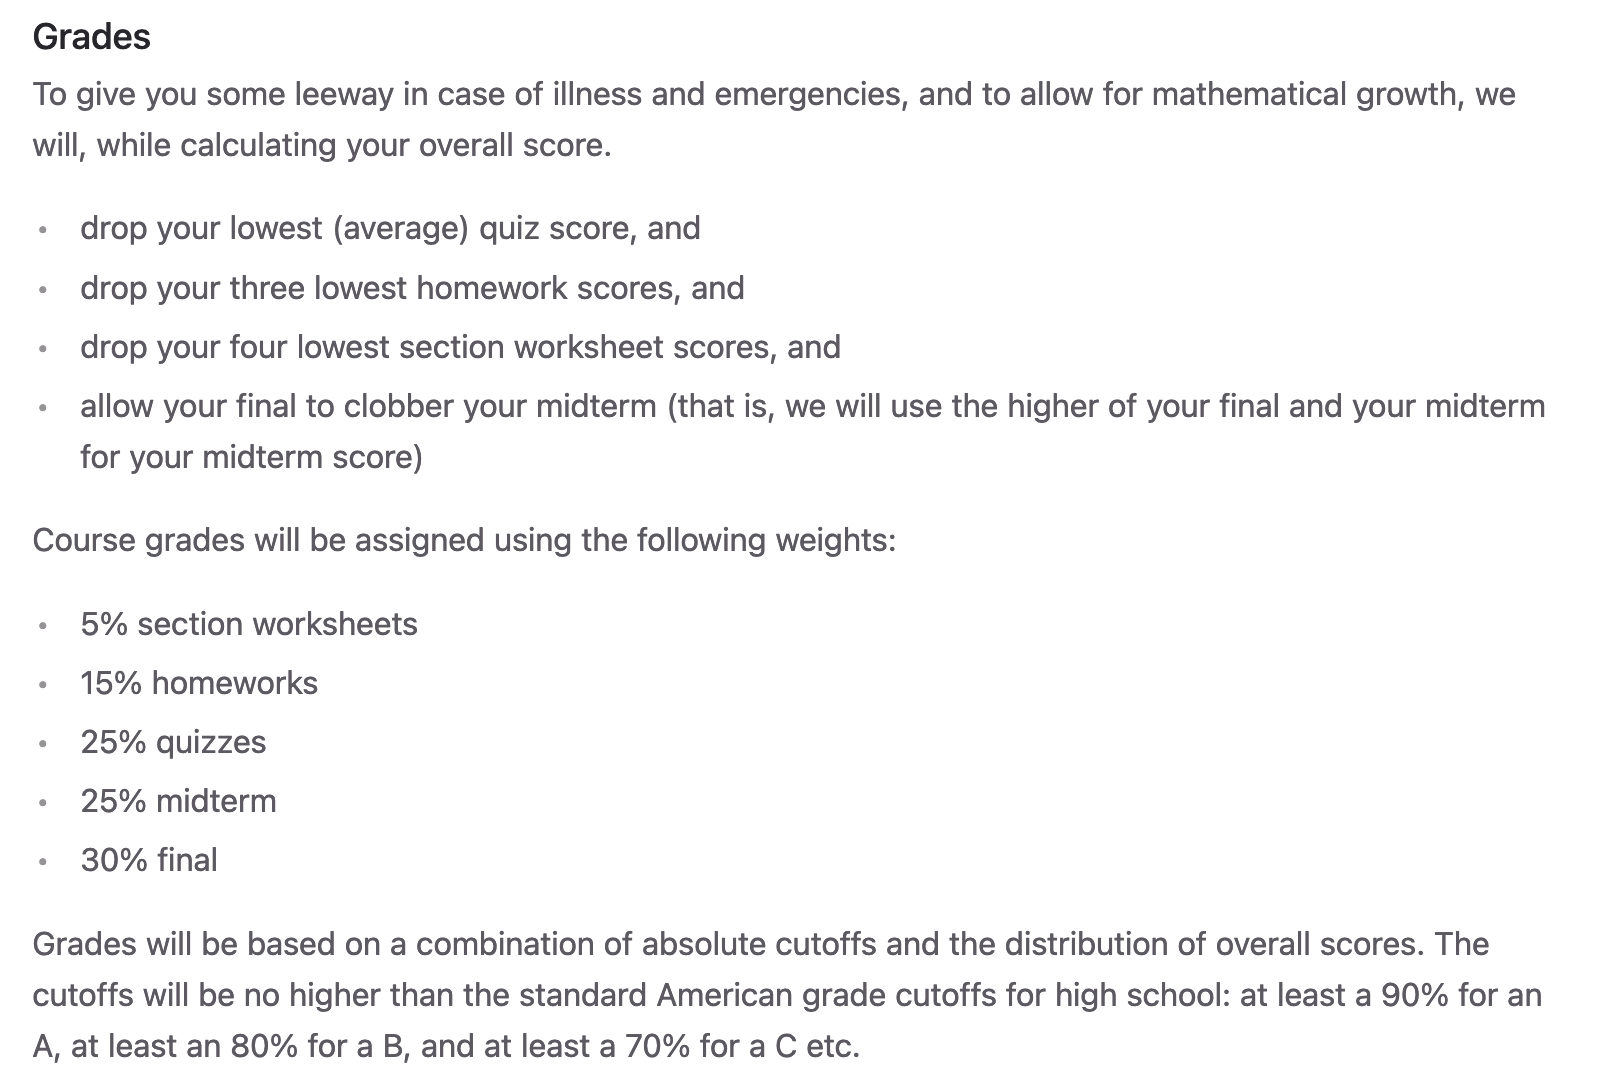 Grades
To give you some leeway in case of illness and emergencies, and to allow for mathematical growth, we
will, while calculating your overall score.
• drop your lowest (average) quiz score, and
• drop your three lowest homework scores, and
• drop your four lowest section worksheet scores, and
• allow your final to clobber your midterm (that is, we will use the higher of your final and your midterm
for your midterm score)
Course grades will be assigned using the following weights:
• 5% section worksheets
• 15% homeworks
• 25% quizzes
• 25% midterm
• 30% final
Grades will be based on a combination of absolute cutoffs and the distribution of overall scores. The
cutoffs will be no higher than the standard American grade cutoffs for high school: at least a 90% for an
A, at least an 80% for a B, and at least a 70% for a C etc.